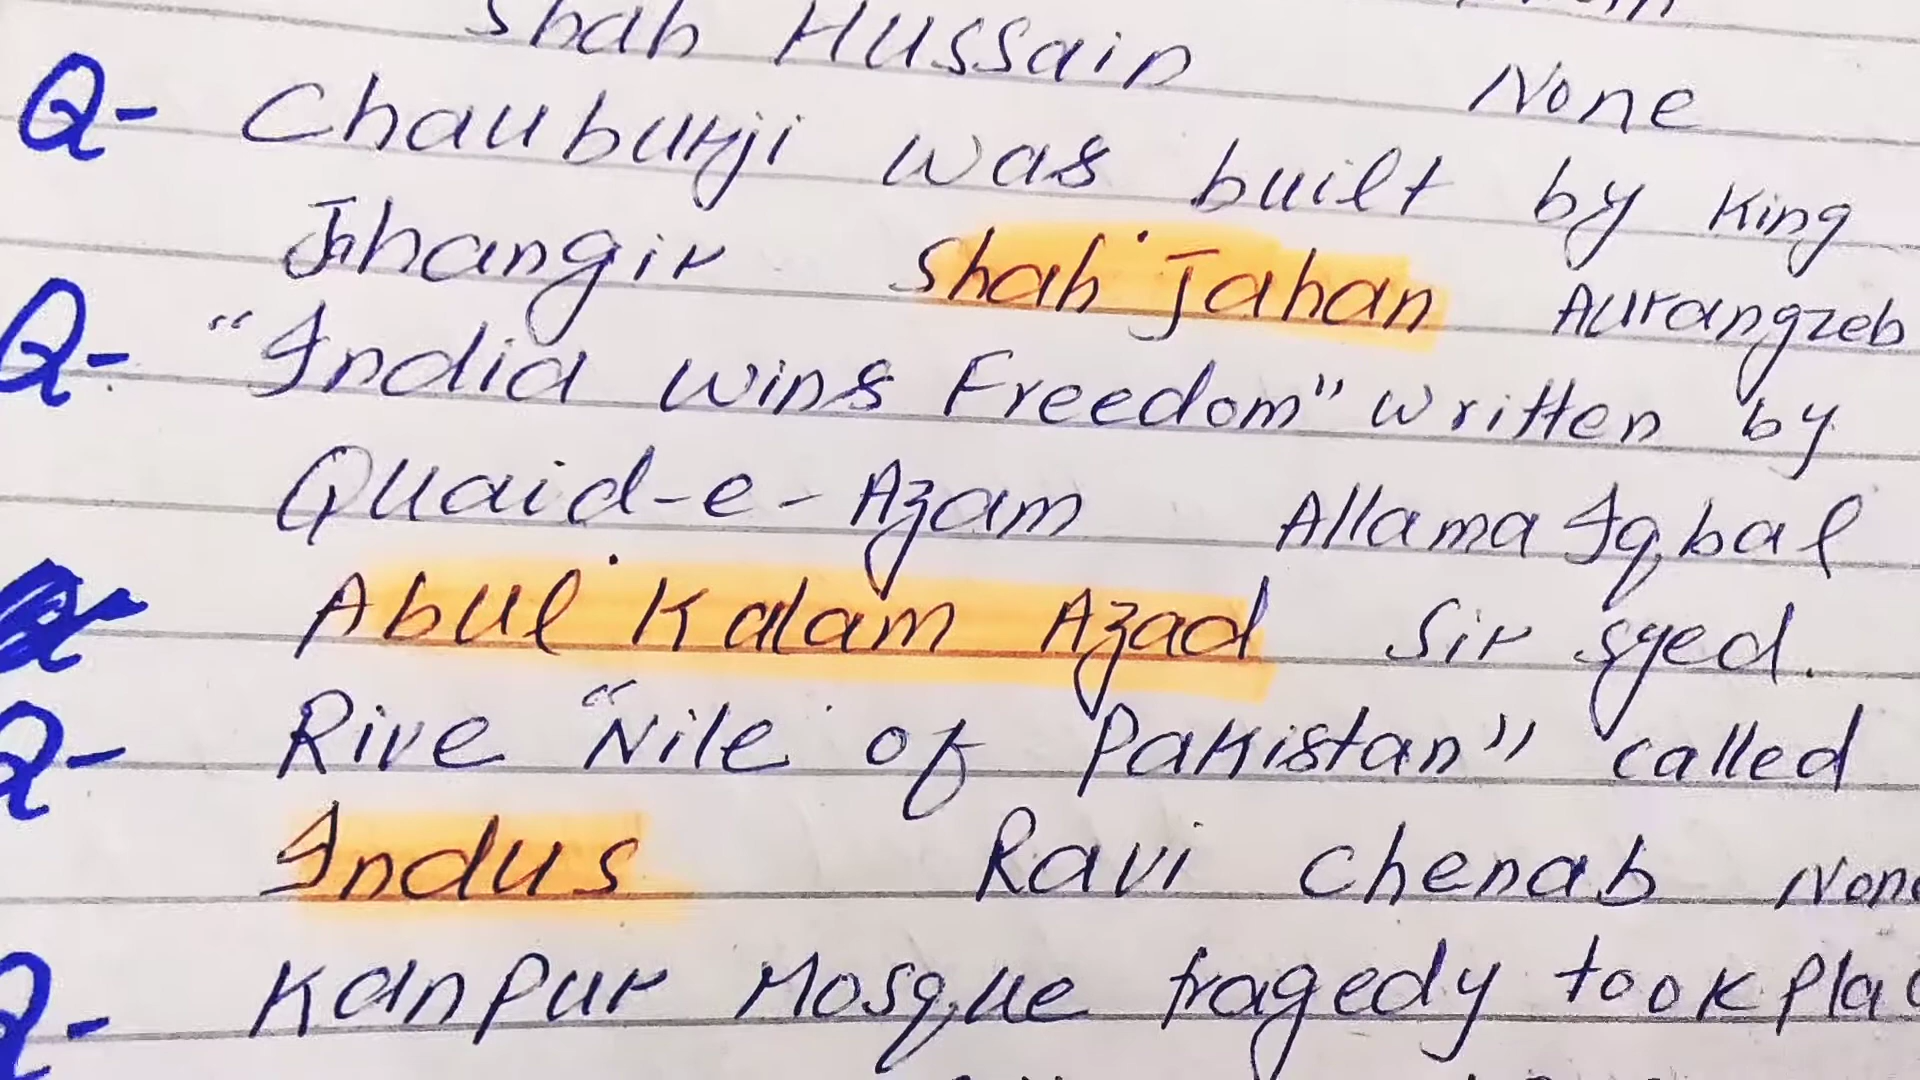 Shah Hussain None
Q- Chauburji was built by King
Jhangir Shah Jahan Aurangzeb
Q- "India wins Freedom" written by
Quaid-e-Azam Allama Iqbal
Abul Kalam Azad Sir syed.
Q- Rive "Nile of Pakistan" called
Indus Ravi Chenab None
Q- Kanpur Mosque tragedy took plac